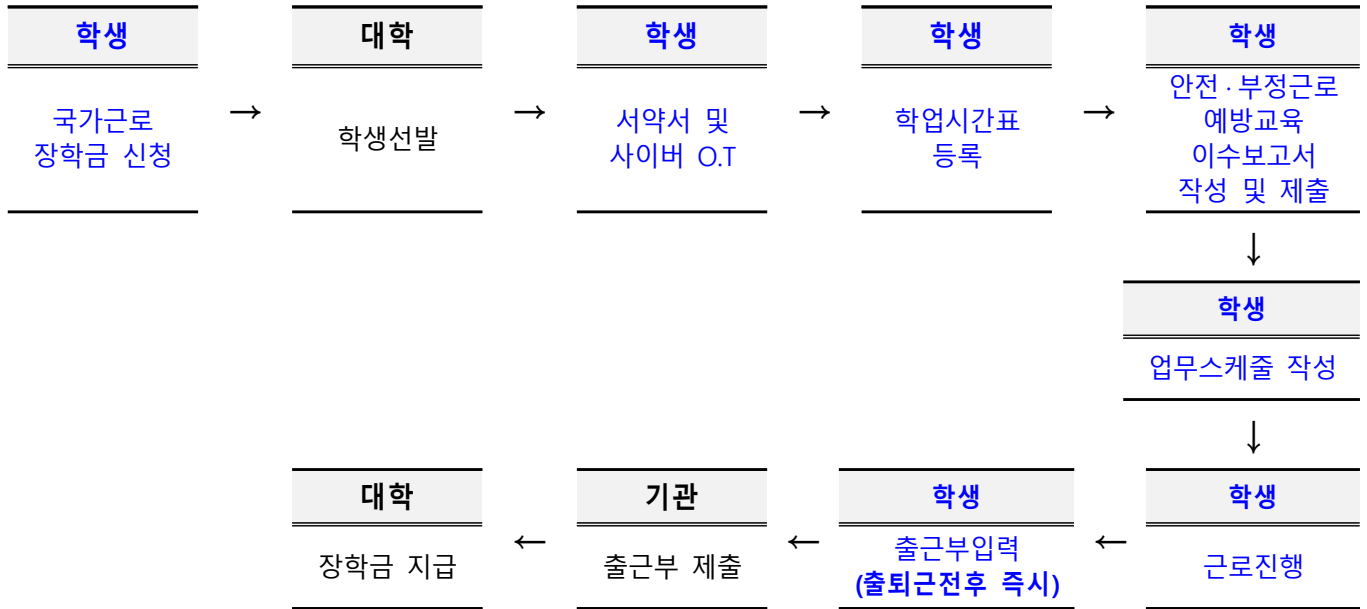 학생
국가근로
장학금 신청
→
대학
학생선발
→
학생
서약서 및
사이버 O.T
→
학생
학업시간표
등록
→
학생
안전·부정근로
예방교육
이수보고서
작성 및 제출
↓
학생
업무스케줄 작성
↓
학생
근로진행
←
학생
출근부입력
(출퇴근전후 즉시)
←
기관
출근부 제출
←
대학
장학금 지급